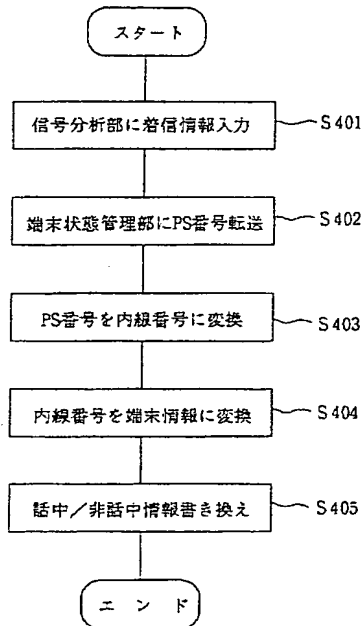 スタート
信号分析部に着信情報入力
S401
端末状態管理部にPS番号転送
S402
PS番号を内線番号に変換
S403
内線番号を端末情報に変換
S404
話中／非話中情報書き換え
S405
エンド